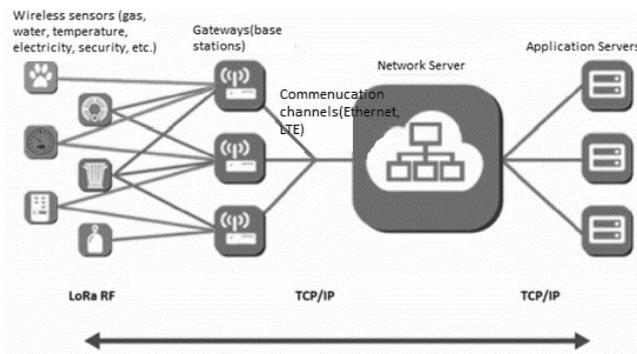 Wireless sensors (gas,
water, temperature,
electricity, security, etc.)
Gateways(base
stations)
Commenucation
channels(Ethernet,
LTE)
Network Server
Application Servers
LoRa RF
TCP/IP
TCP/IP